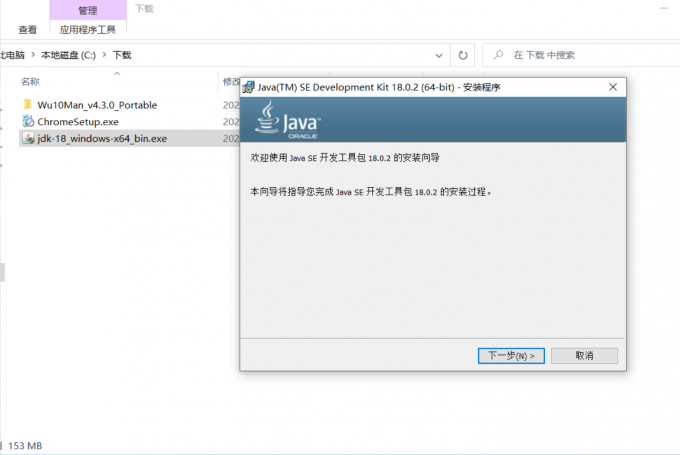 管理
下载
查看
应用程序工具
此电脑 > 本地磁盘 (C:) > 下载
在 下载 中搜索
名称
修改
Wu10Man_v4.3.0_Portable
202
ChromeSetup.exe
202
jdk-18_windows-x64_bin.exe
202
Java(TM) SE Development Kit 18.0.2 (64-bit) - 安装程序
Java
ORACLE
欢迎使用 Java SE 开发工具包 18.0.2 的安装向导
本向导将指导您完成 Java SE 开发工具包 18.0.2 的安装过程。
下一步(N) >
取消
153 MB